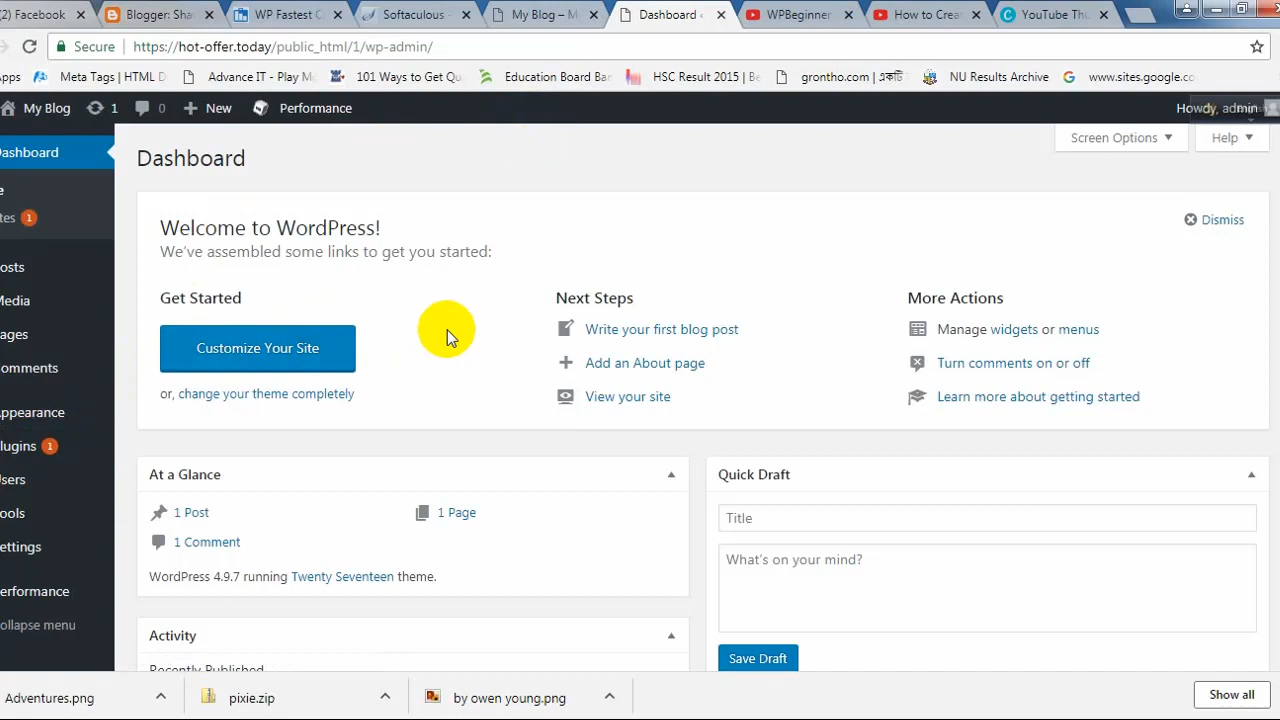 (2) Facebook
Blogger: Sha
WP Fastest C
Softaculous -
My Blog – M
Dashboard
WPBeginner
How to Crea
YouTube Th
Secure
https://hot-offer.today/public_html/1/wp-admin/
Apps
Meta Tags | HTML D
Advance IT - Play M
101 Ways to Get Qu
Education Board Ban
HSC Result 2015 | Be
grontho.com | একটি
NU Results Archive
www.sites.google.co
My Blog
1
0
New
Performance
Howdy, admin
Dashboard
tes 1
osts
Media
ages
omments
ppearance
lugins 1
sers
ools
ettings
erformance
ollapse menu
Dashboard
Screen Options
Help
Welcome to WordPress!
We've assembled some links to get you started:
Dismiss
Get Started
Customize Your Site
or, change your theme completely
Next Steps
Write your first blog post
Add an About page
View your site
More Actions
Manage widgets or menus
Turn comments on or off
Learn more about getting started
At a Glance
1 Post
1 Page
1 Comment
WordPress 4.9.7 running Twenty Seventeen theme.
Activity
Recently Published
Quick Draft
Title
What's on your mind?
Save Draft
Adventures.png
pixie.zip
by owen young.png
Show all